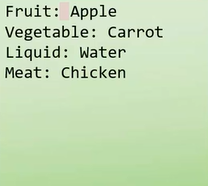 Fruit: Apple
Vegetable: Carrot
Liquid: Water
Meat: Chicken